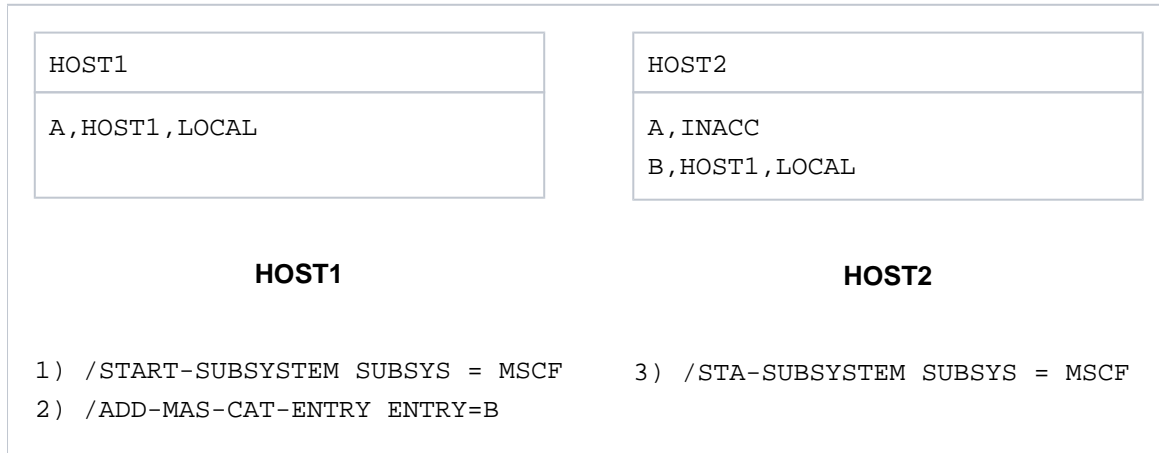 HOST1
A,HOST1,LOCAL
HOST2
A,INACC
B,HOST1,LOCAL
HOST1
HOST2
1) /START-SUBSYSTEM SUBSYS = MSCF
2) /ADD-MAS-CAT-ENTRY ENTRY=B
3) /STA-SUBSYSTEM SUBSYS = MSCF